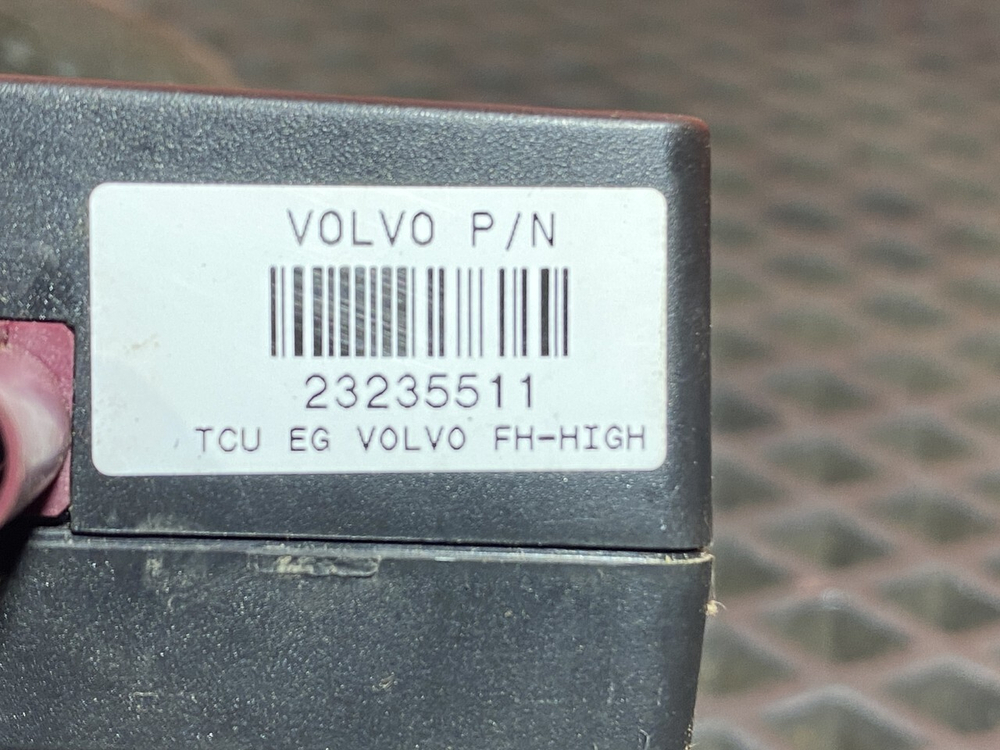 VOLVO P/N
23235511
TCU EG VOLVO FH-HIGH